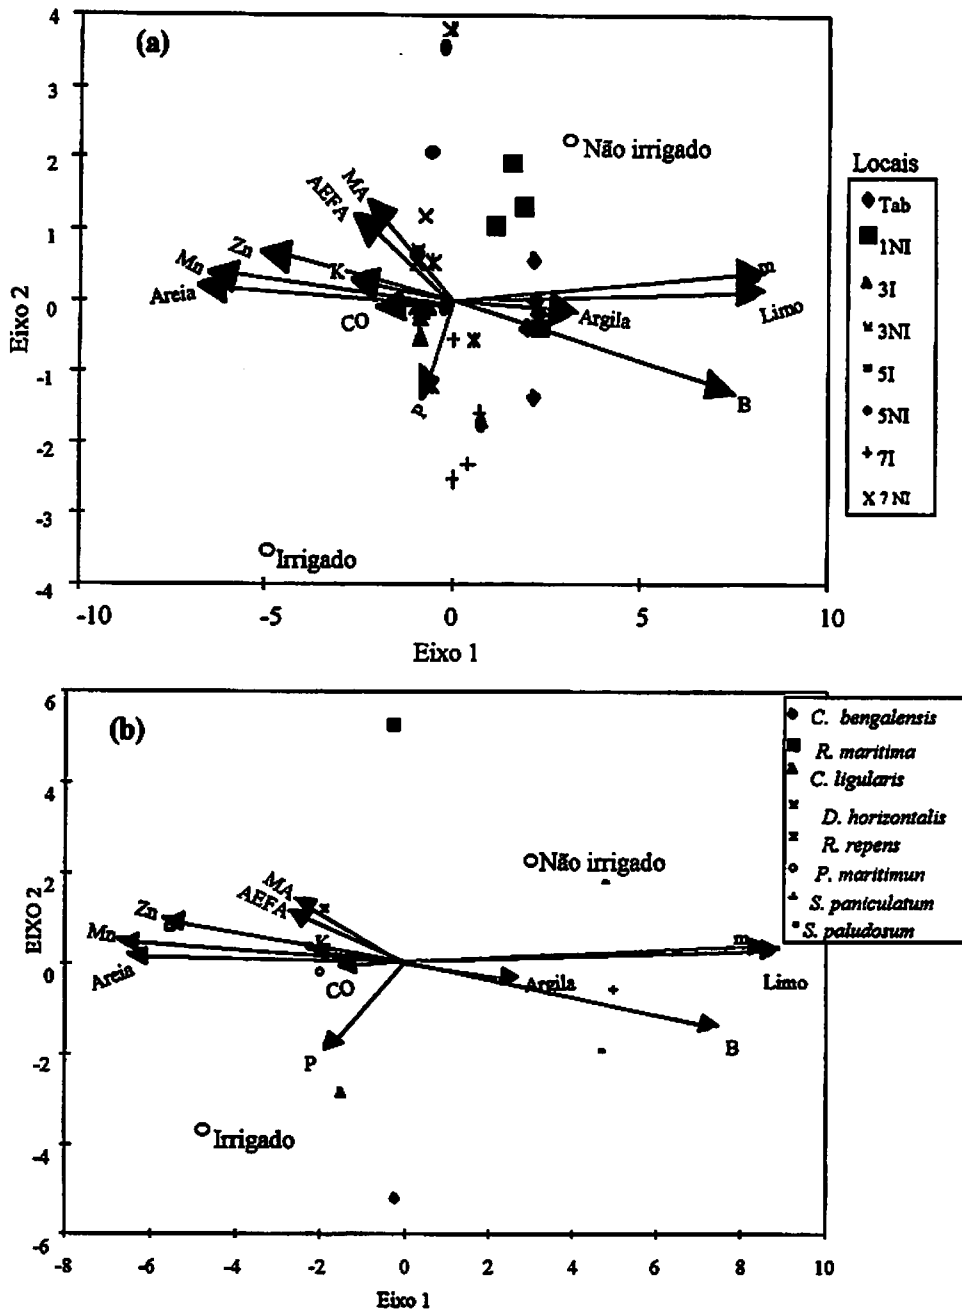 (a)
4
3
2
1
0
-1
-2
-3
-4
Eixo 2
Não irrigado
MA
AEFA
Zn
Mn
K
Areia
CO
m
Limo
Argila
B
P
Irrigado
-10
-5
0
5
10
Eixo 1
Locais
Tab
1NI
3I
3NI
5I
5NI
7I
7 NI
(b)
6
4
2
0
-2
-4
-6
EIXO 2
Não irrigado
MA
AEFA
Zn
Mn
K
Areia
CO
m
Limo
Argila
B
P
Irrigado
-8
-6
-4
-2
0
2
4
6
8
10
Eixo 1
C. bengalensis
R. maritima
C. ligularis
D. horizontalis
R. repens
P. maritimun
S. paniculatum
S. paludosum